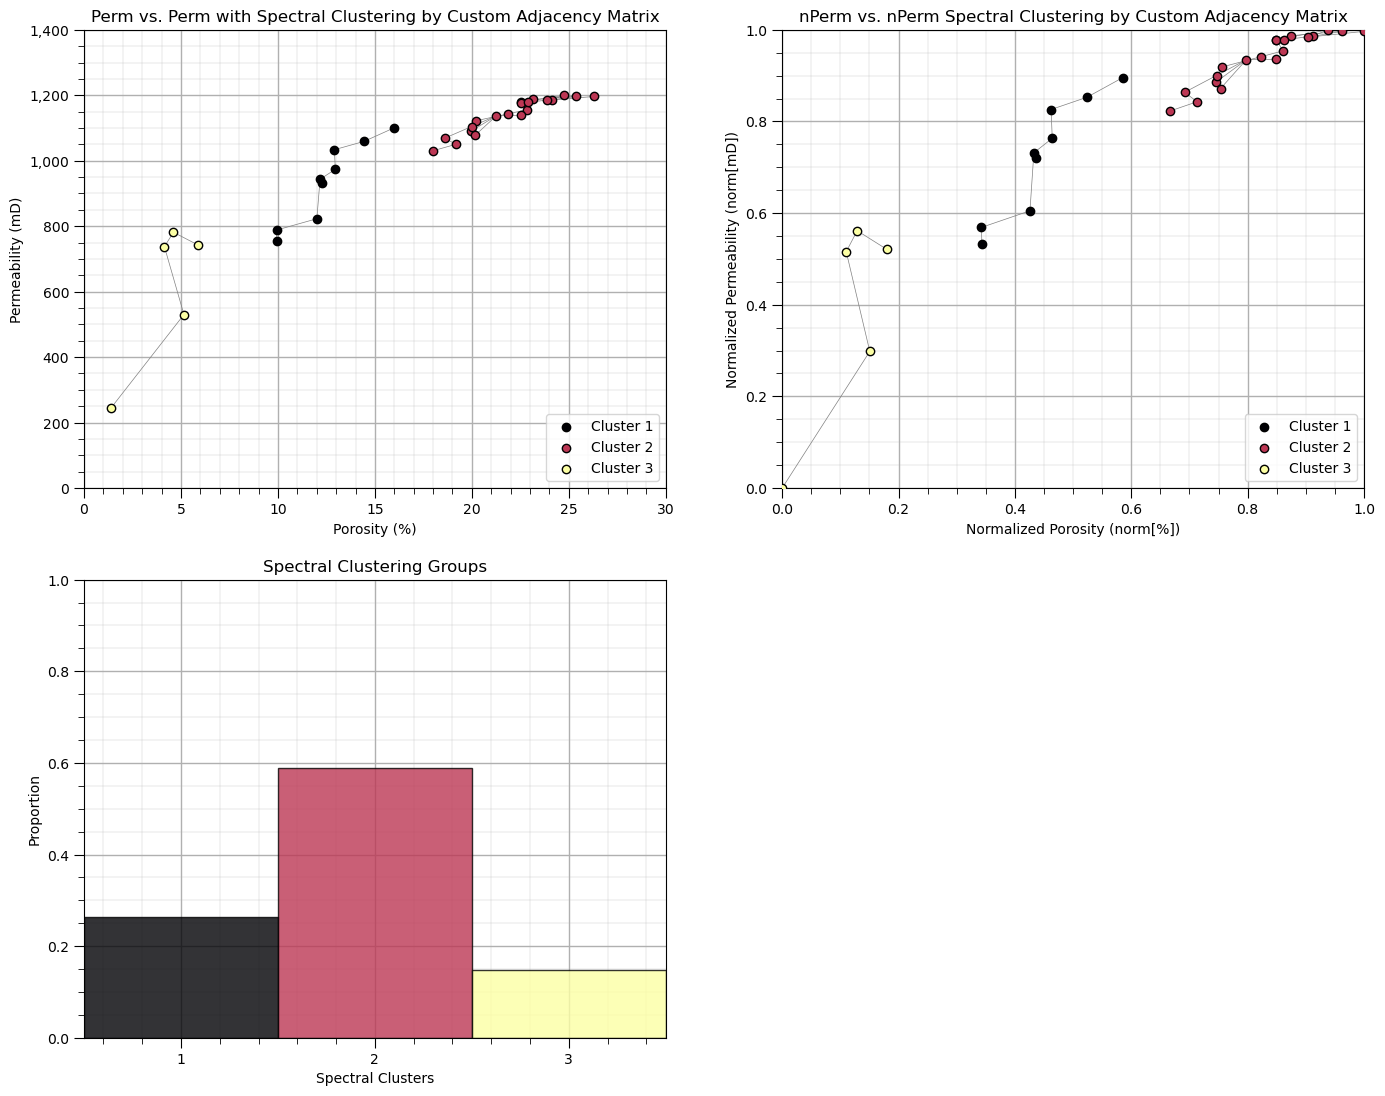 Perm vs. Perm with Spectral Clustering by Custom Adjacency Matrix
1,400
1,200
1,000
800
600
400
200
0
Permeability (mD)
0 5 10 15 20 25 30
Porosity (%)
Cluster 1
Cluster 2
Cluster 3
nPerm vs. nPerm Spectral Clustering by Custom Adjacency Matrix
1.0
0.8
0.6
0.4
0.2
0.0
Normalized Permeability (norm[mD])
0.0 0.2 0.4 0.6 0.8 1.0
Normalized Porosity (norm[%])
Cluster 1
Cluster 2
Cluster 3
Spectral Clustering Groups
1.0
0.8
0.6
0.4
0.2
0.0
Proportion
1 2 3
Spectral Clusters